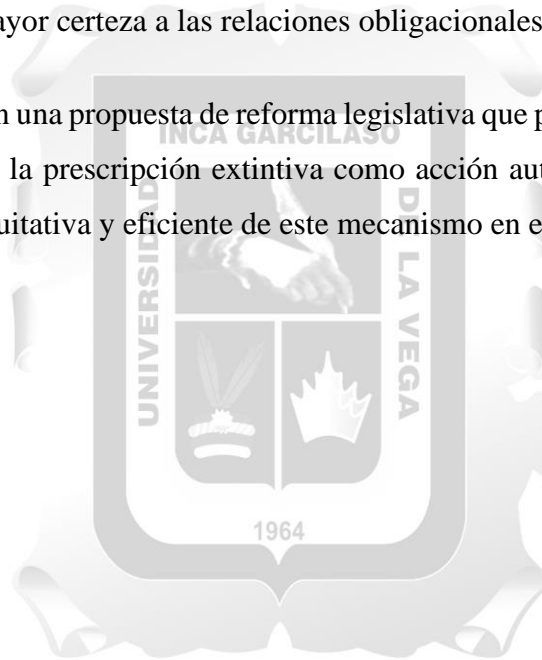 ayor certeza a las relaciones obligacionales
n una propuesta de reforma legislativa que p
la prescripción extintiva como acción aut
uitativa y eficiente de este mecanismo en e
INCA GARCILASO
UNIVERSIDAD
DE LA VEGA
1964